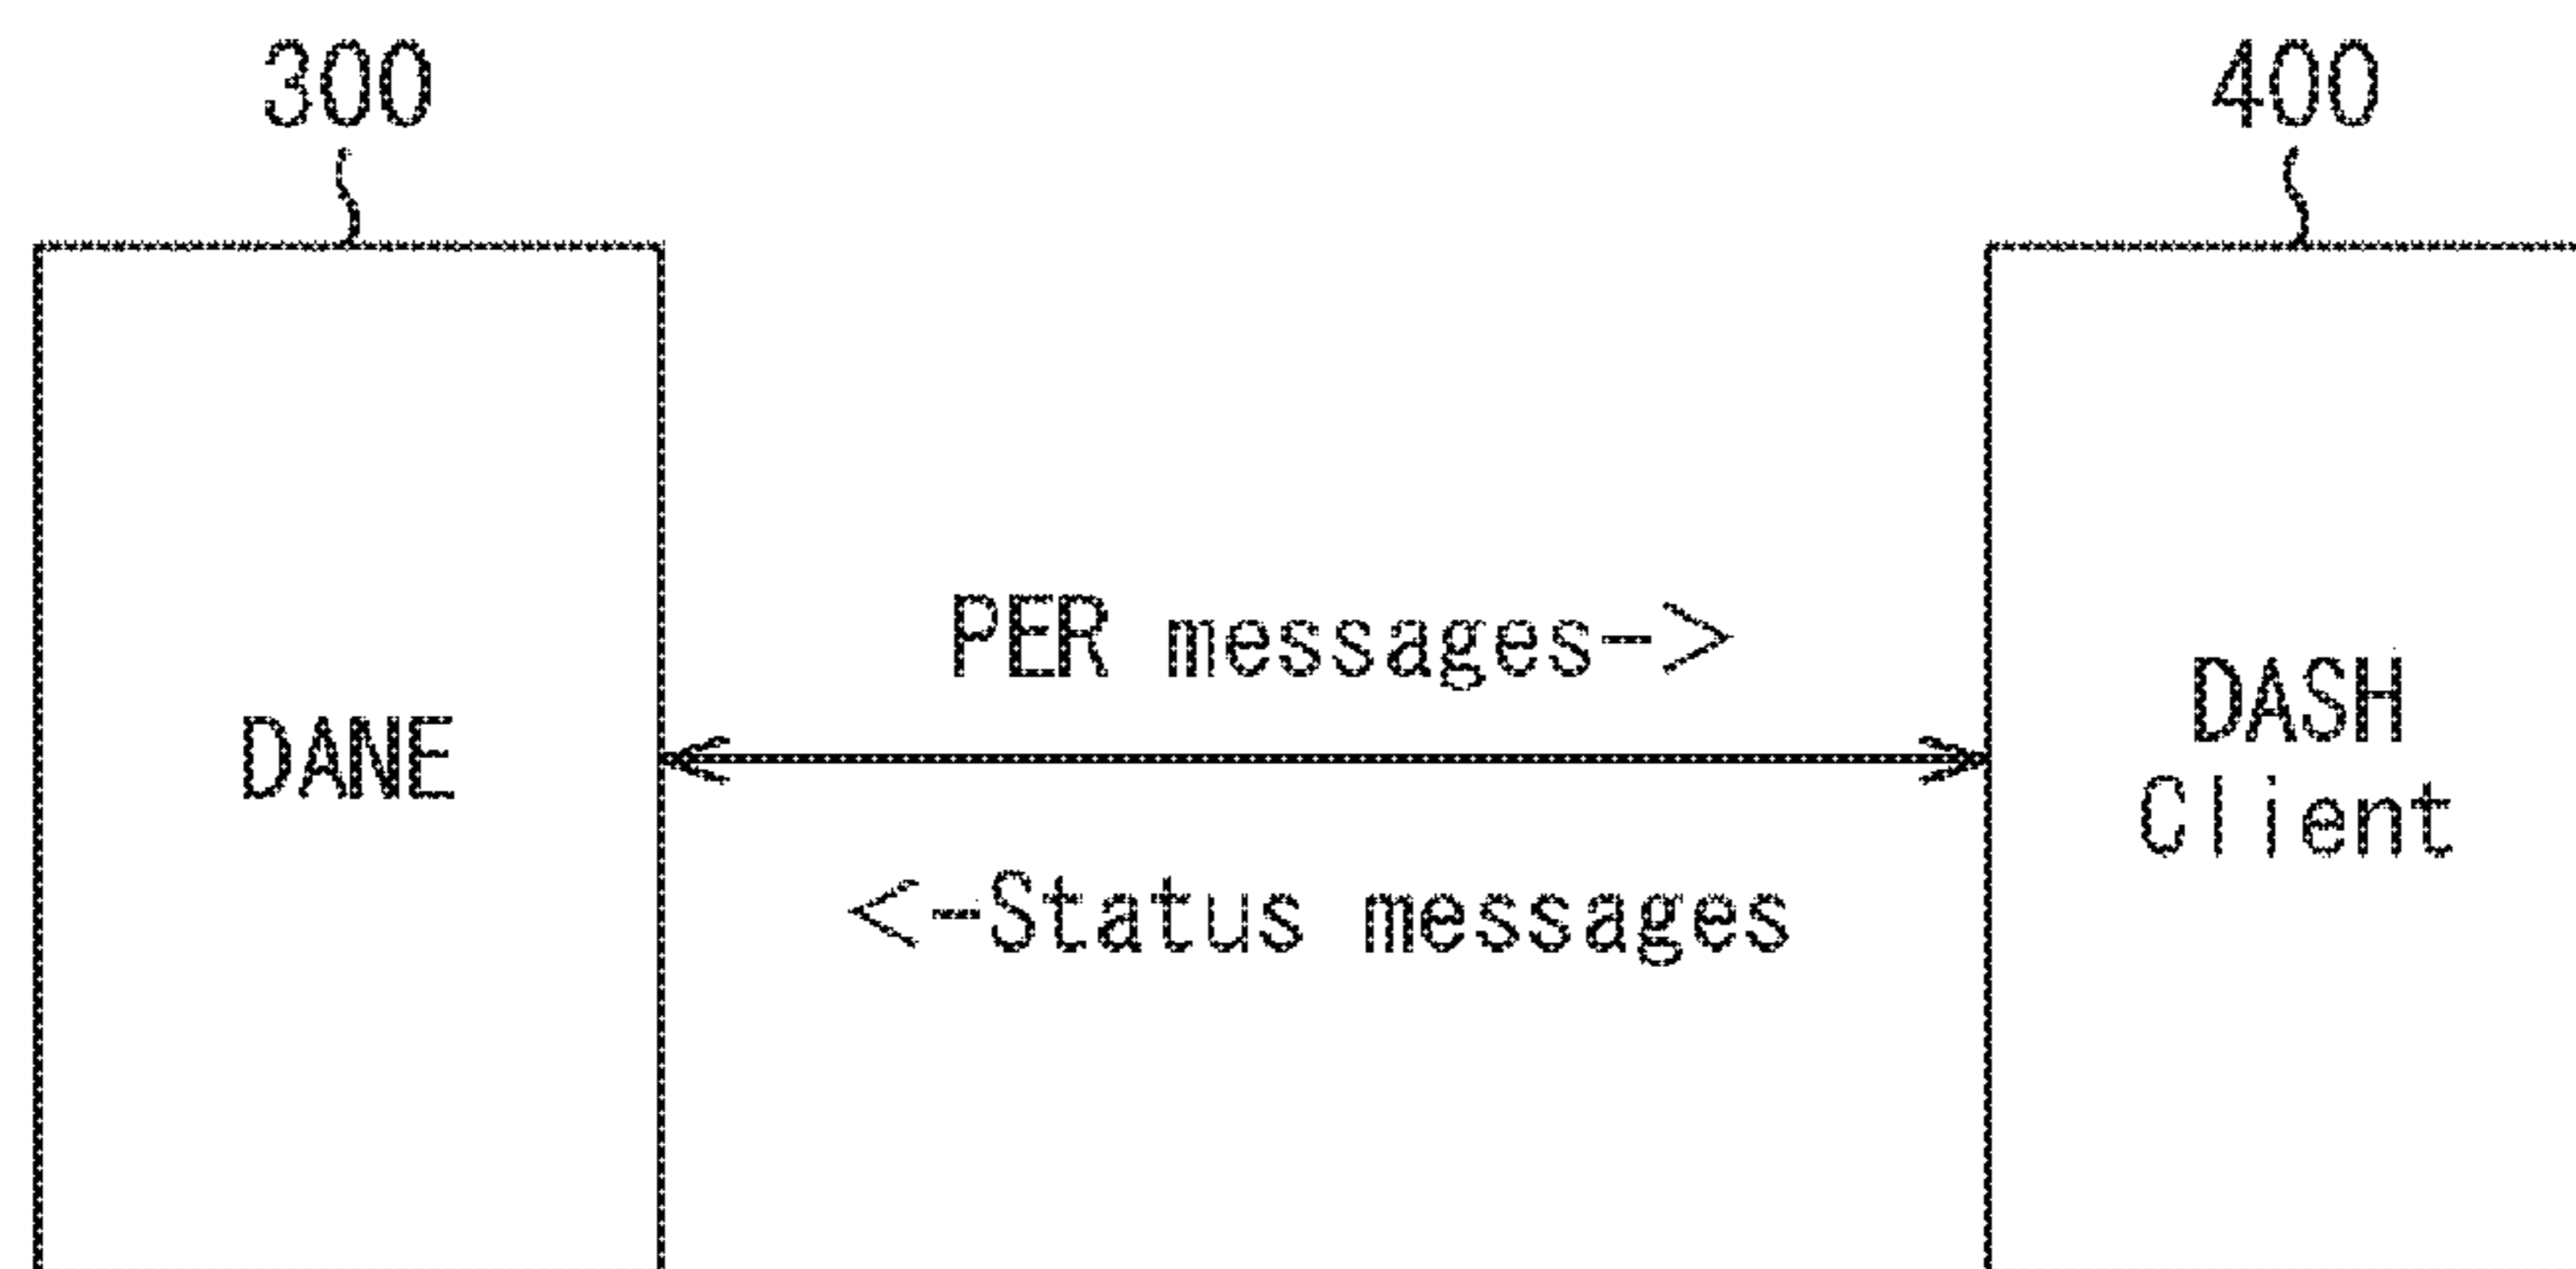 300
400
DANE
PER messages->
<-Status messages
DASH
Client